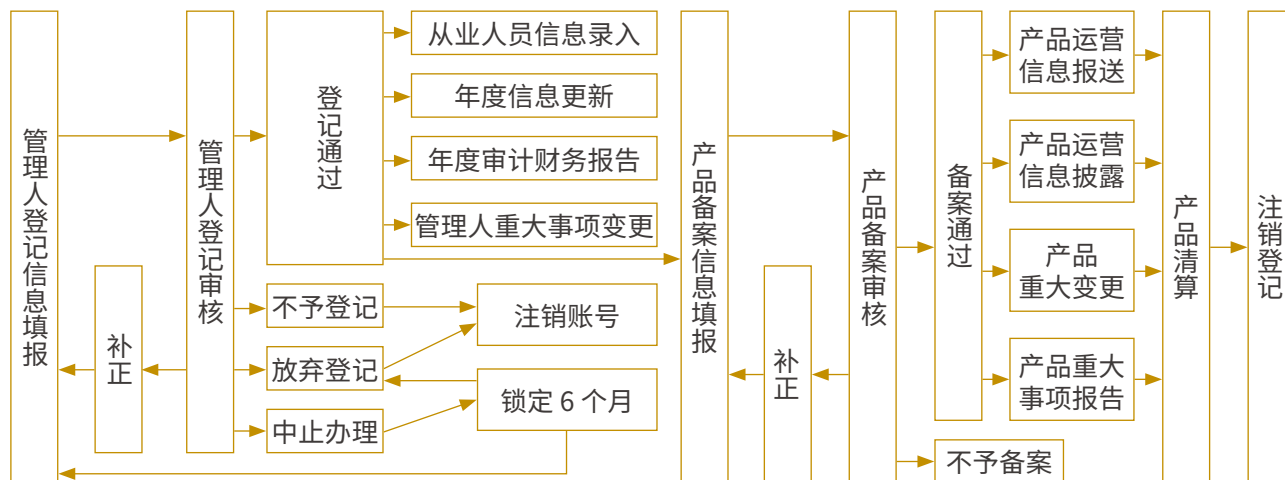 管理人登记信息填报
补正
管理人登记审核
登记通过
从业人员信息录入
年度信息更新
年度审计财务报告
管理人重大事项变更
不予登记
放弃登记
中止办理
注销账号
锁定 6 个月
产品备案信息填报
补正
产品备案审核
备案通过
不予备案
产品运营
信息报送
产品运营
信息披露
产品
重大变更
产品重大
事项报告
产品清算
注销登记